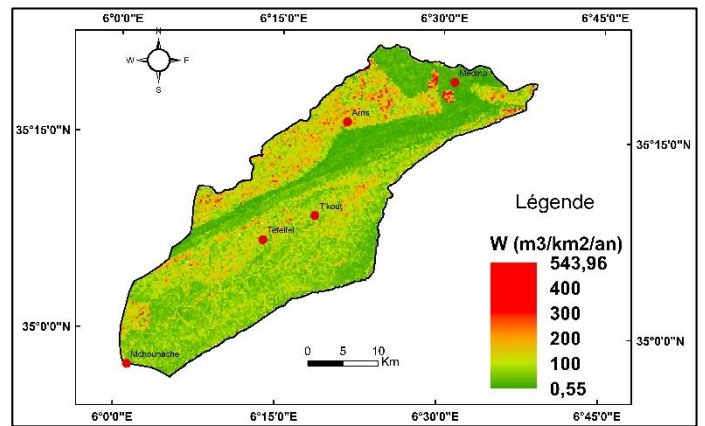 6°0'0"E 6°15'0"E 6°30'0"E 6°45'0"E
N
W E
S
Medina
Arris
35°15'0"N 35°15'0"N
T'kout
Légende
Tefelfel
W (m3/km2/an)
543,96
400
300
200
100
0,55
35°0'0"N 35°0'0"N
Mchounache
0 5 10
Km
6°0'0"E 6°15'0"E 6°30'0"E 6°45'0"E